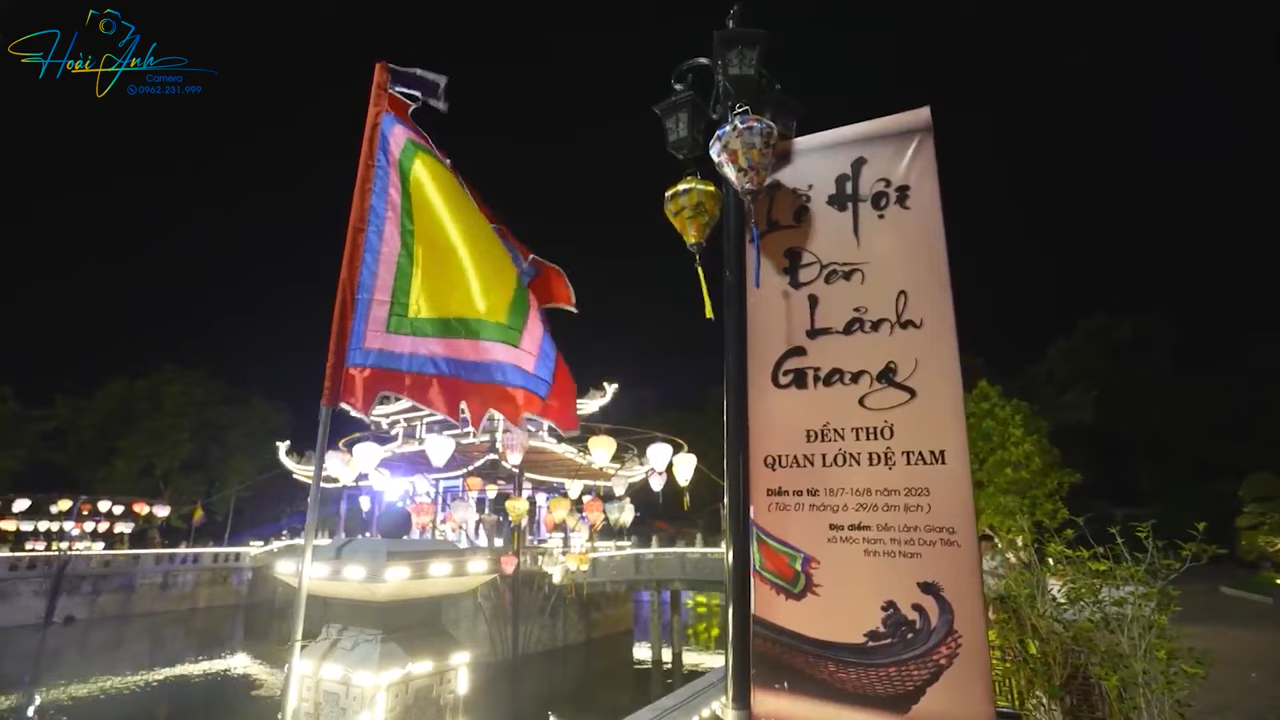 Hoài Anh
Camera
0962.231.999
Lễ Hội
Đền
Lảnh
Giang
ĐỀN THỜ
QUAN LỚN ĐỆ TAM
Diễn ra từ: 18/7-16/8 năm 2023
( Tức 01 tháng 6 -29/6 âm lịch )
Địa điểm: Đền Lảnh Giang,
xã Mộc Nam, thị xã Duy Tiên,
tỉnh Hà Nam